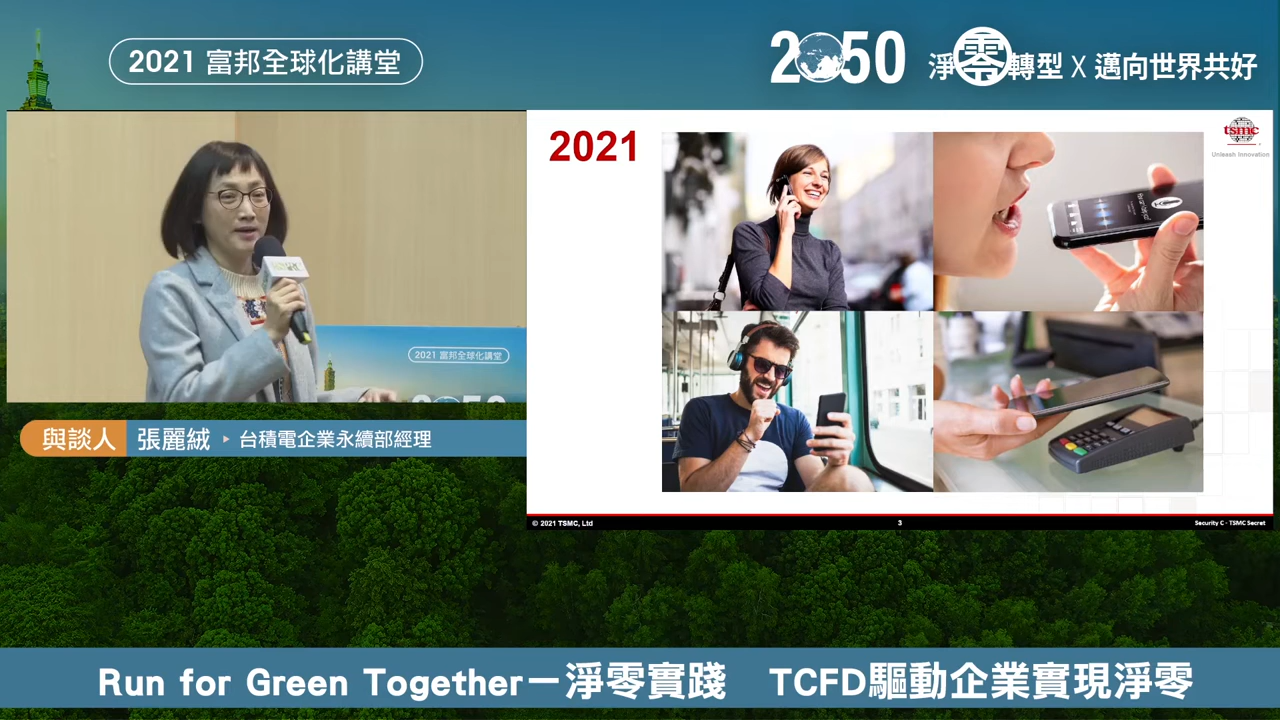 2021 富邦全球化講堂
2050 淨零轉型 X 邁向世界共好
2021
tsmc
Unleash Innovation
2021 富邦全球化講堂
與談人 張麗絨 台積電企業永續部經理
© 2021 TSMC, Ltd
3
Security C - TSMC Secret
Run for Green Together－淨零實踐 TCFD驅動企業實現淨零